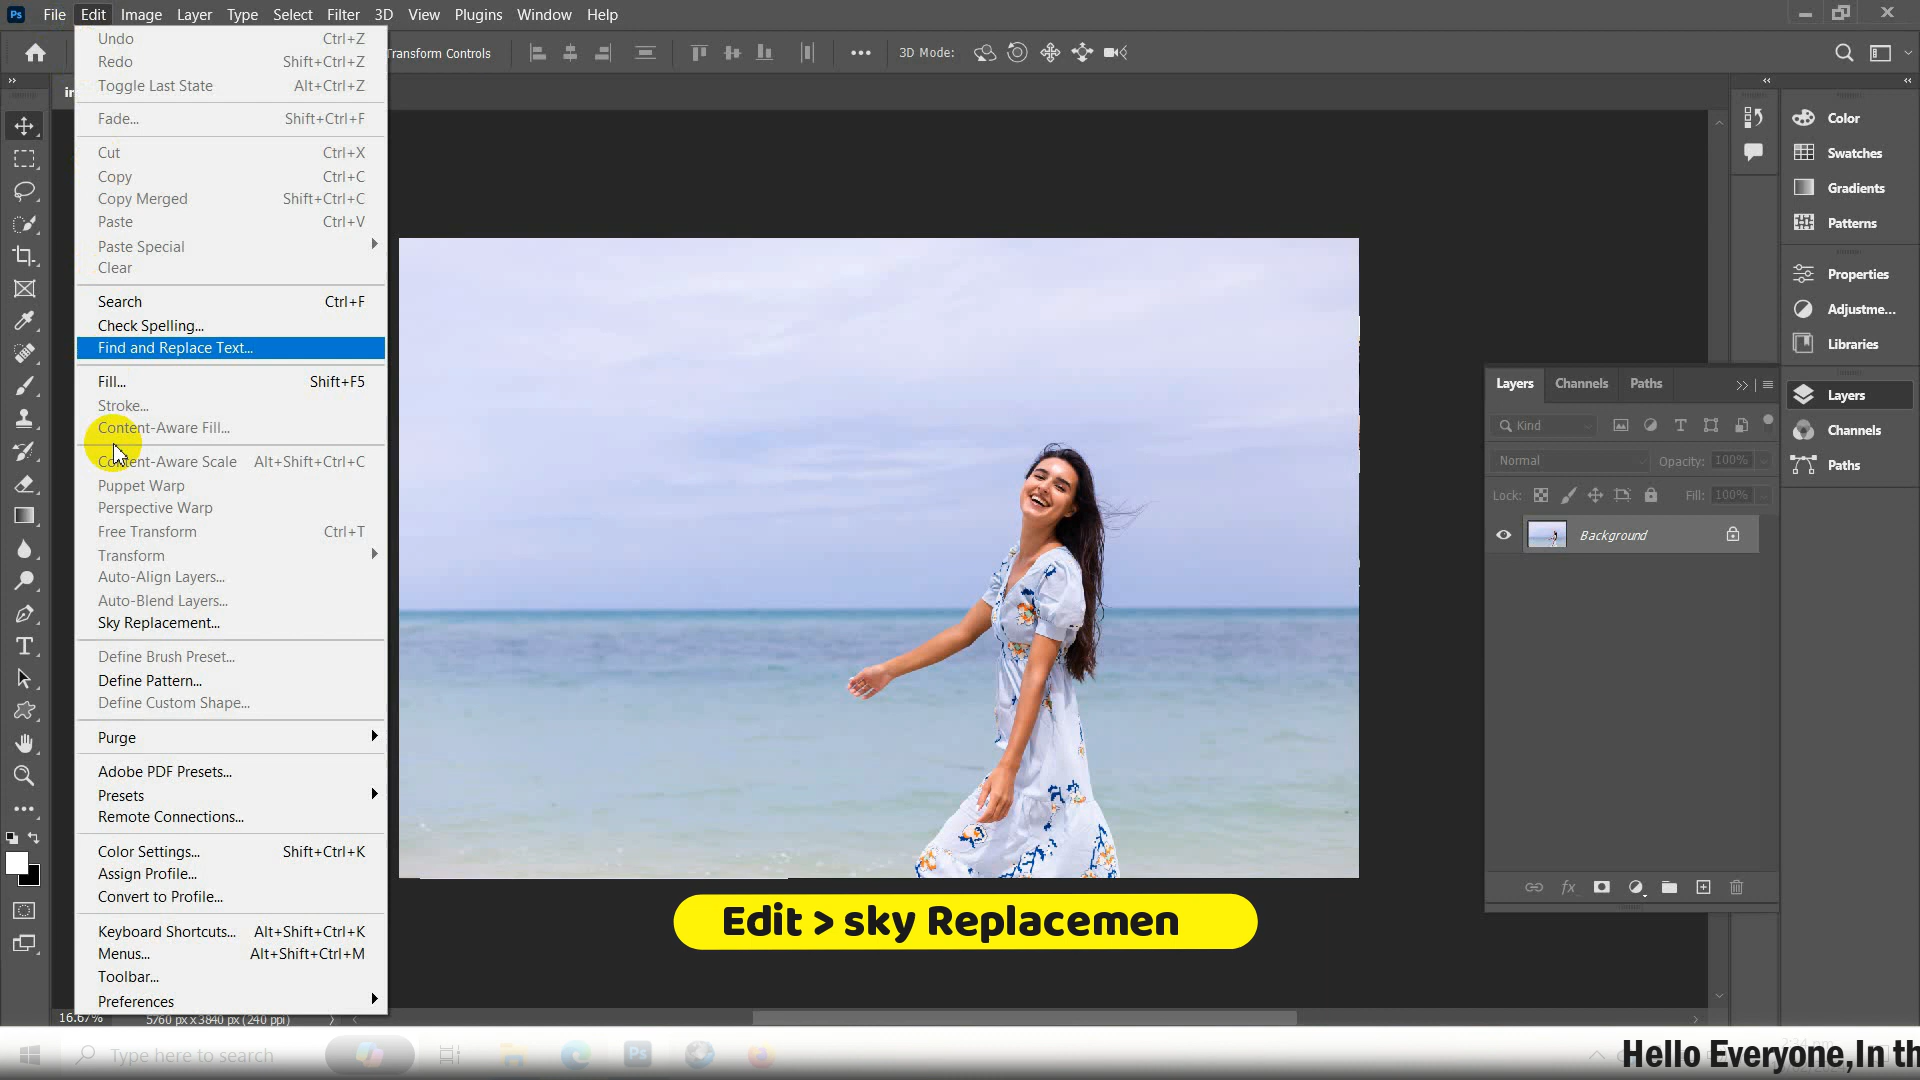 Ps File Edit Image Layer Type Select Filter 3D View Plugins Window Help
Transform Controls 3D Mode:
Undo Ctrl+Z
Redo Shift+Ctrl+Z
Toggle Last State Alt+Ctrl+Z
Fade... Shift+Ctrl+F
Cut Ctrl+X
Copy Ctrl+C
Copy Merged Shift+Ctrl+C
Paste Ctrl+V
Paste Special
Clear
Search Ctrl+F
Check Spelling...
Find and Replace Text...
Fill... Shift+F5
Stroke...
Content-Aware Fill...
Content-Aware Scale Alt+Shift+Ctrl+C
Puppet Warp
Perspective Warp
Free Transform Ctrl+T
Transform
Auto-Align Layers...
Auto-Blend Layers...
Sky Replacement...
Define Brush Preset...
Define Pattern...
Define Custom Shape...
Purge
Adobe PDF Presets...
Presets
Remote Connections...
Color Settings... Shift+Ctrl+K
Assign Profile...
Convert to Profile...
Keyboard Shortcuts... Alt+Shift+Ctrl+K
Menus... Alt+Shift+Ctrl+M
Toolbar...
Preferences
16.67% 5760 px x 3840 px (240 ppi)
Color
Swatches
Gradients
Patterns
Properties
Adjustme...
Libraries
Layers
Channels
Paths
Layers Channels Paths
Kind
Normal Opacity: 100%
Lock: Fill: 100%
Background
Edit > sky Replacemen
Type here to search
Hello Everyone,In th